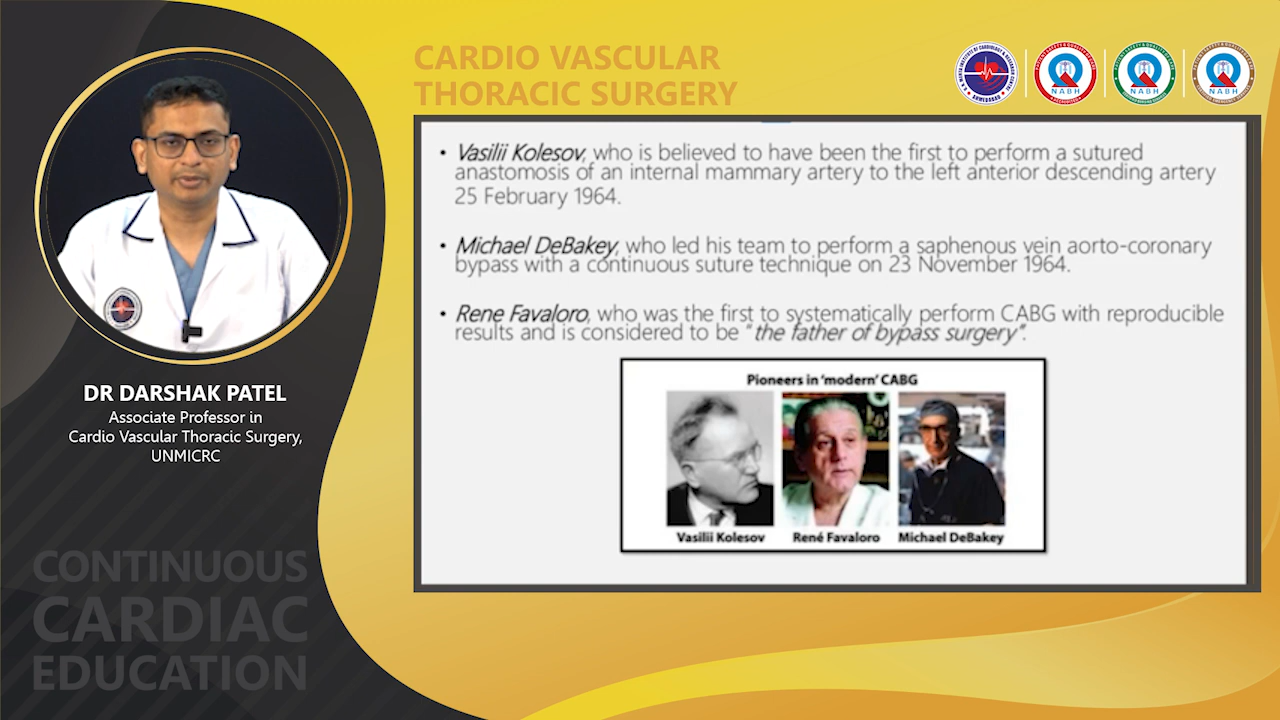 CARDIO VASCULAR
THORACIC SURGERY
NABH
NABH
NABH
• Vasilii Kolesov, who is believed to have been the first to perform a sutured
anastomosis of an internal mammary artery to the left anterior descending artery
25 February 1964.
• Michael DeBakey, who led his team to perform a saphenous vein aorto-coronary
bypass with a continuous suture technique on 23 November 1964.
• Rene Favaloro, who was the first to systematically perform CABG with reproducible
results and is considered to be “the father of bypass surgery”.
Pioneers in ‘modern’ CABG
Vasilii Kolesov
René Favaloro
Michael DeBakey
DR DARSHAK PATEL
Associate Professor in
Cardio Vascular Thoracic Surgery,
UNMICRC
CONTINUOUS
CARDIAC
EDUCATION